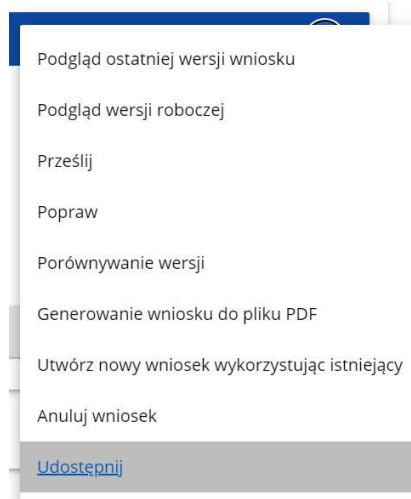 Podgląd ostatniej wersji wniosku
Podgląd wersji roboczej
Prześlij
Popraw
Porównywanie wersji
Generowanie wniosku do pliku PDF
Utwórz nowy wniosek wykorzystując istniejący
Anuluj wniosek
Udostępnij